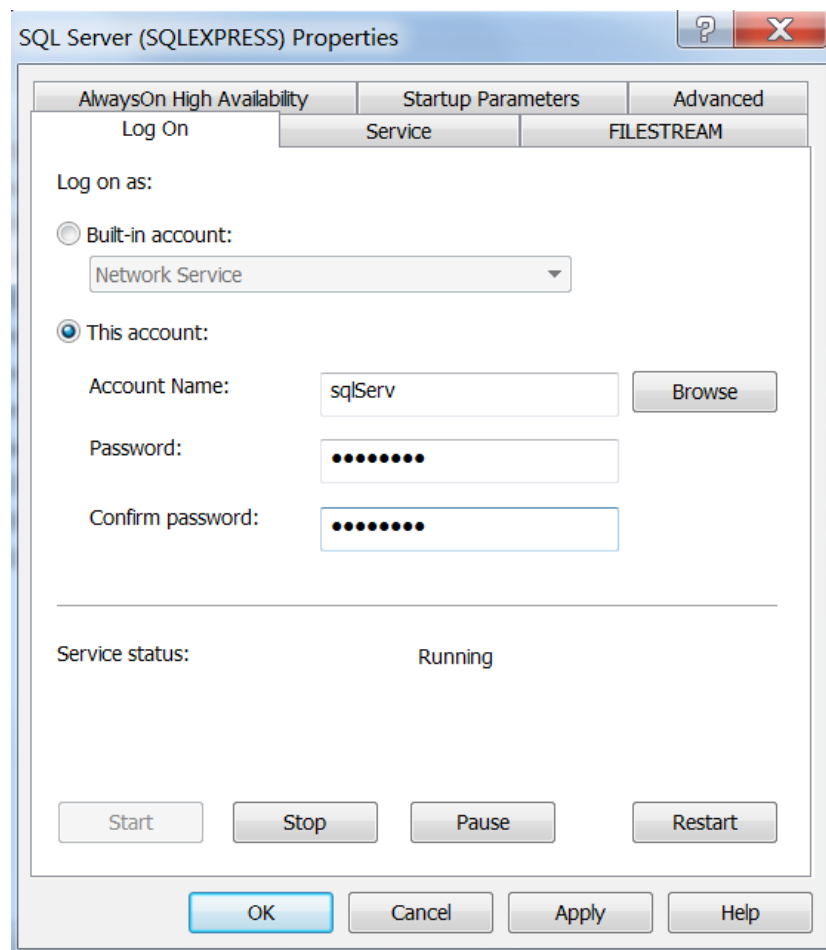 SQL Server (SQLEXPRESS) Properties
AlwaysOn High Availability Startup Parameters Advanced
Log On Service FILESTREAM
Log on as:
Built-in account:
Network Service
This account:
Account Name: sqlServ Browse
Password: ••••••••
Confirm password: ••••••••
Service status: Running
Start Stop Pause Restart
OK Cancel Apply Help